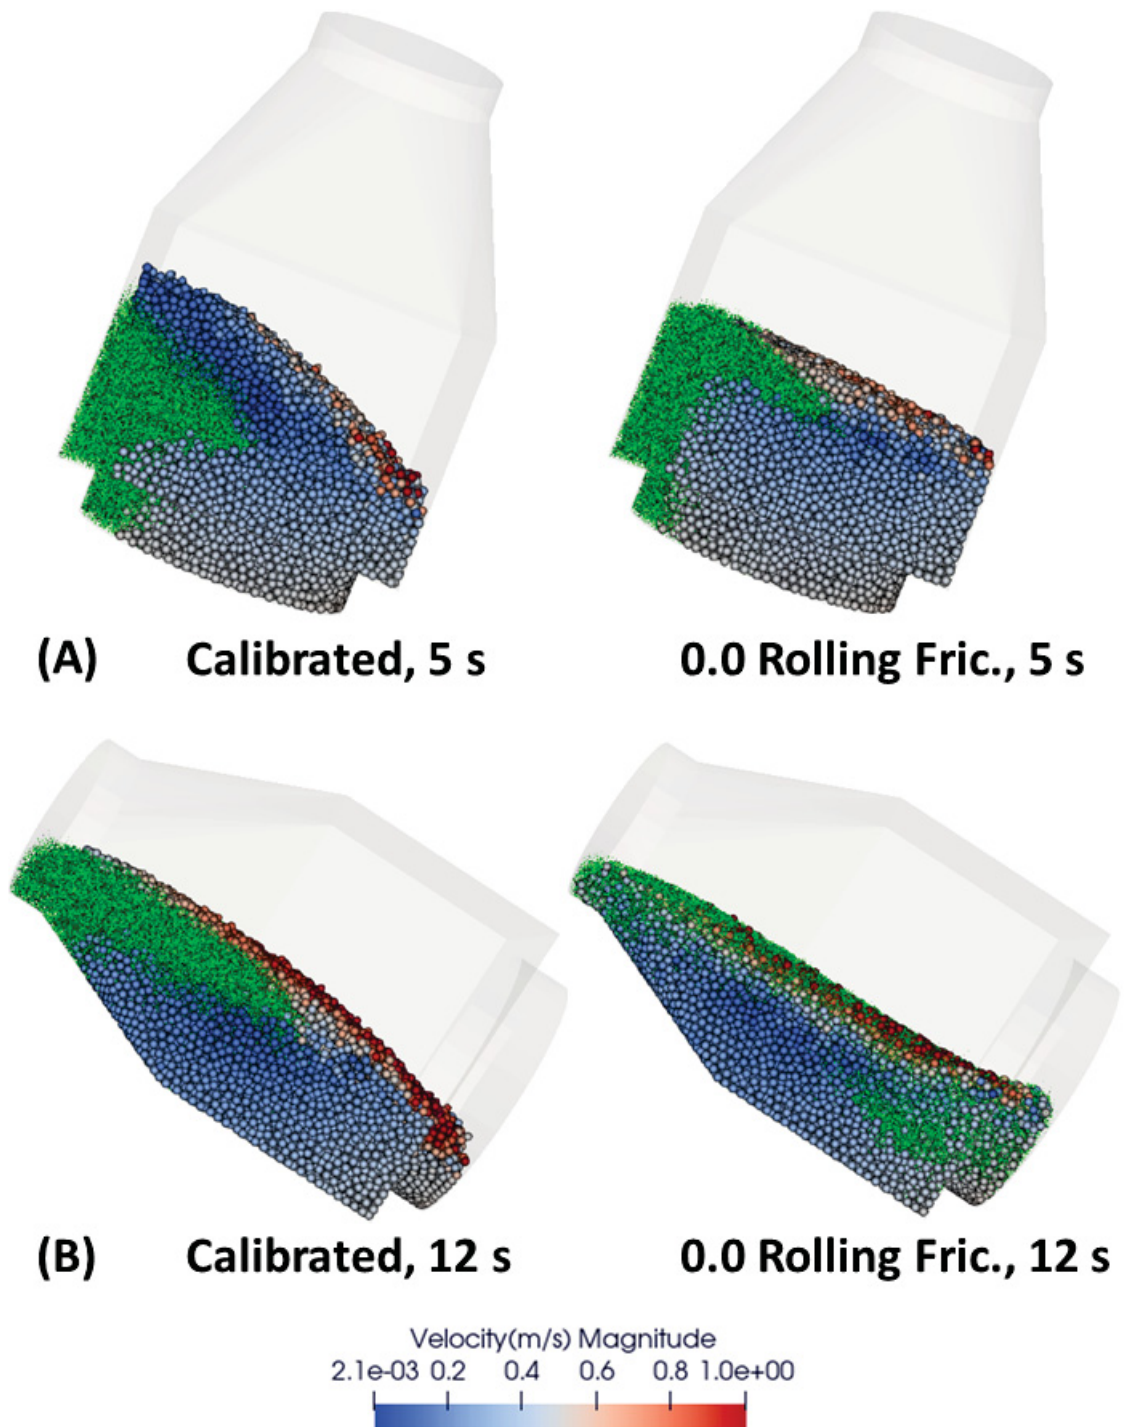 (A) Calibrated, 5 s 0.0 Rolling Fric., 5 s
(B) Calibrated, 12 s 0.0 Rolling Fric., 12 s
Velocity(m/s) Magnitude
2.1e-03 0.2 0.4 0.6 0.8 1.0e+00